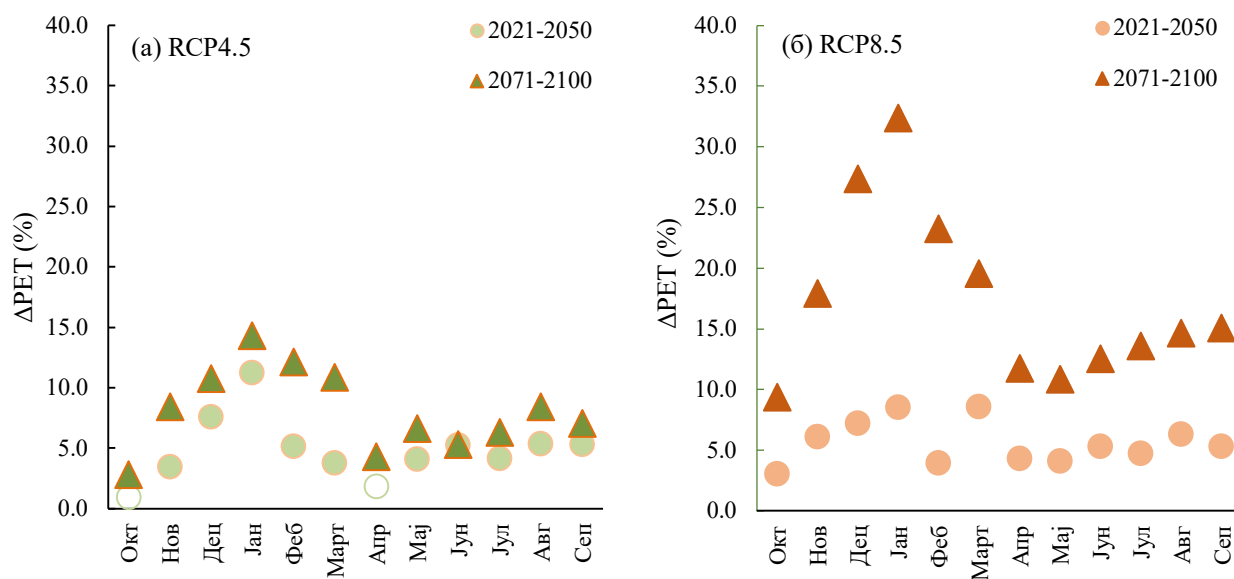 (а) RCP4.5
2021-2050
2071-2100
ΔPET (%)
40.0
35.0
30.0
25.0
20.0
15.0
10.0
5.0
0.0
Окт
Нов
Дец
Јан
Феб
Март
Апр
Мај
Јун
Јул
Авг
Сеп
(б) RCP8.5
2021-2050
2071-2100
ΔPET (%)
40.0
35.0
30.0
25.0
20.0
15.0
10.0
5.0
0.0
Окт
Нов
Дец
Јан
Феб
Март
Апр
Мај
Јун
Јул
Авг
Сеп